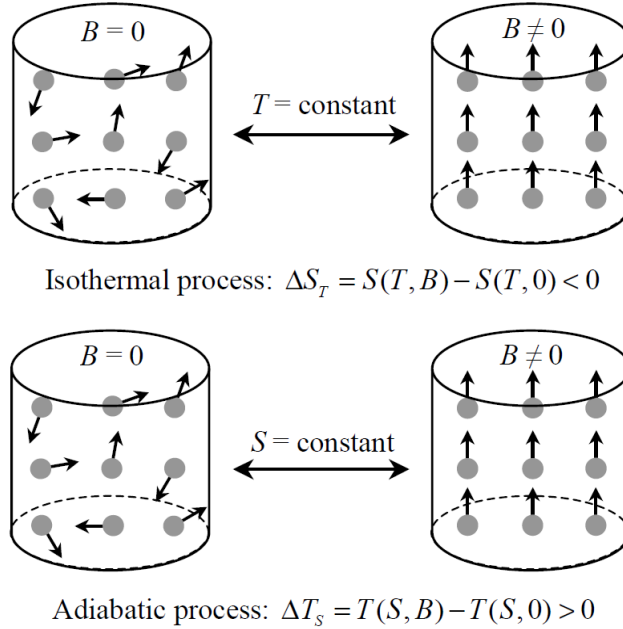 B = 0
B ≠ 0
T = constant
Isothermal process: ΔS_T = S(T, B) − S(T, 0) < 0
B = 0
B ≠ 0
S = constant
Adiabatic process: ΔT_S = T(S, B) − T(S, 0) > 0